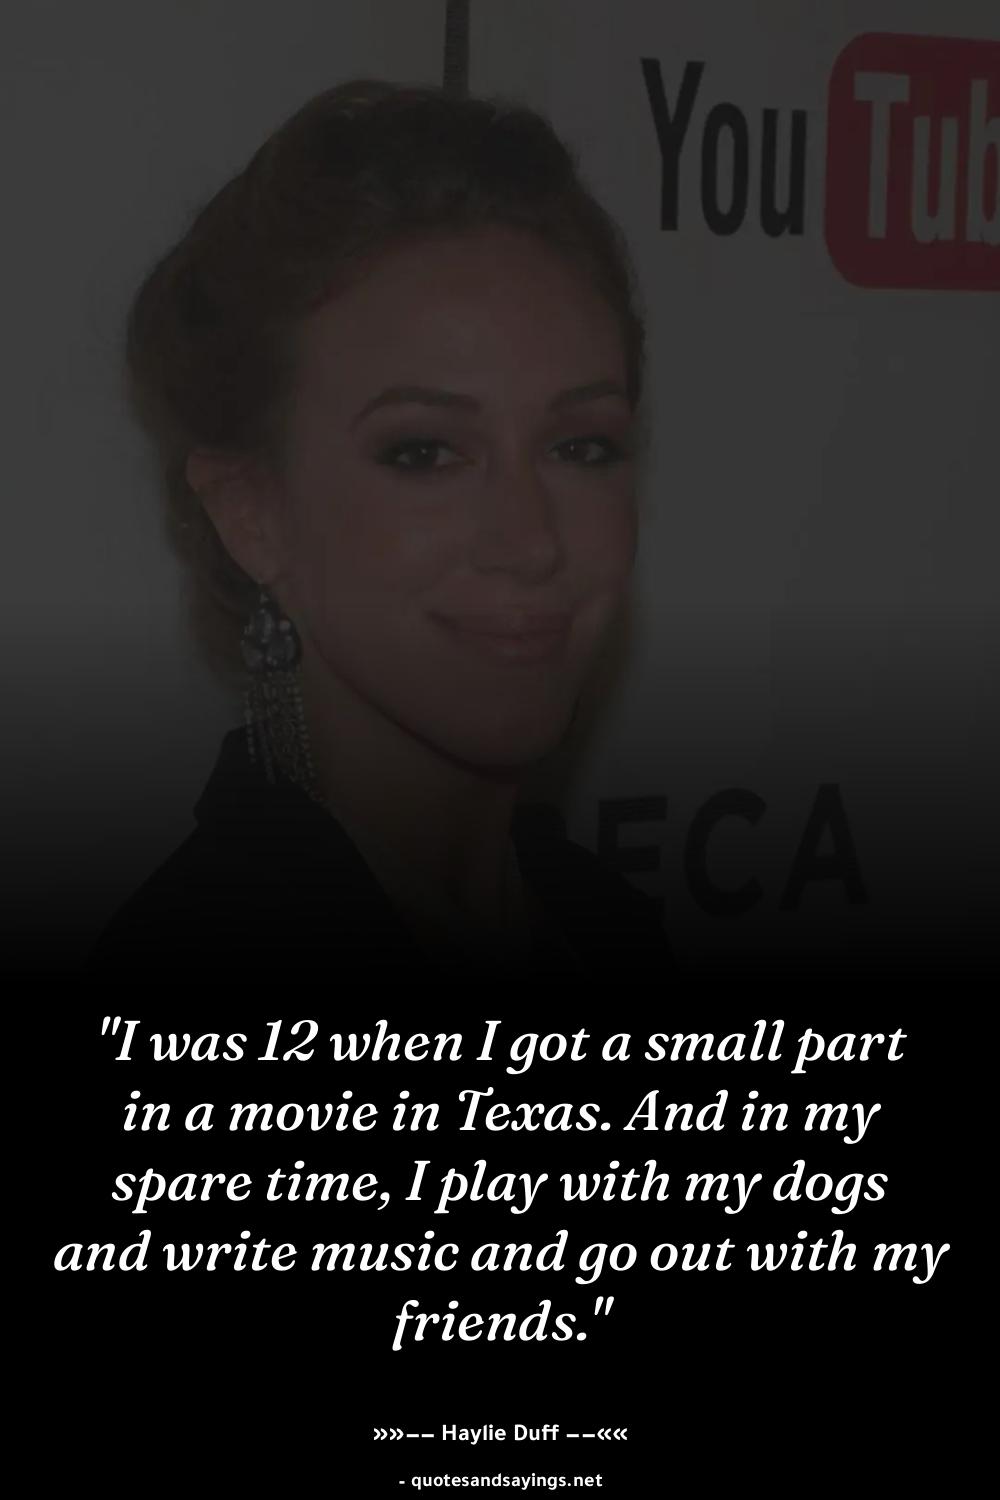 You Tub
ECA
"I was 12 when I got a small part
in a movie in Texas. And in my
spare time, I play with my dogs
and write music and go out with my
friends."
»»−− Haylie Duff −−««
- quotesandsayings.net